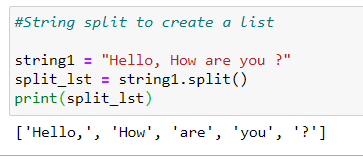 #String split to create a list
string1 = "Hello, How are you ?"
split_lst = string1.split()
print(split_lst)
['Hello,', 'How', 'are', 'you', '?']